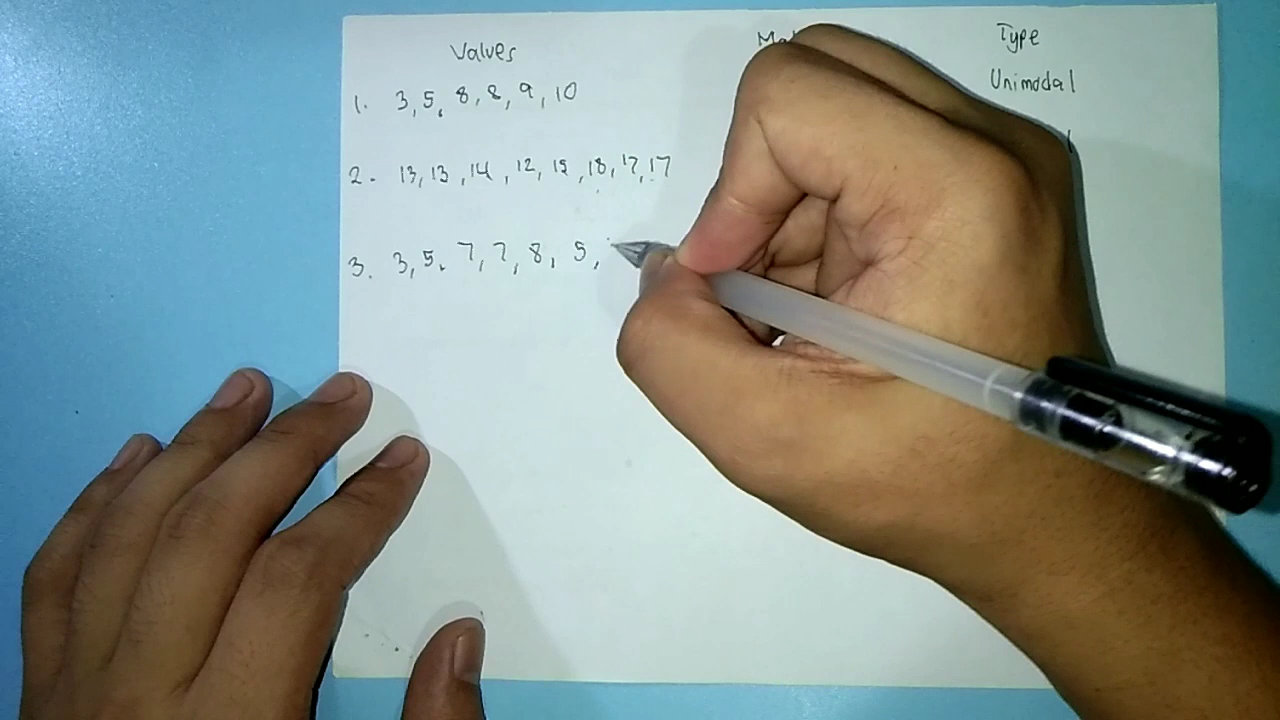 Values Type
1. 3, 5, 8, 8, 9, 10 Unimodal
2. 13, 13, 14, 12, 15, 18, 17, 17
3. 3, 5, 7, 7, 8, 5,